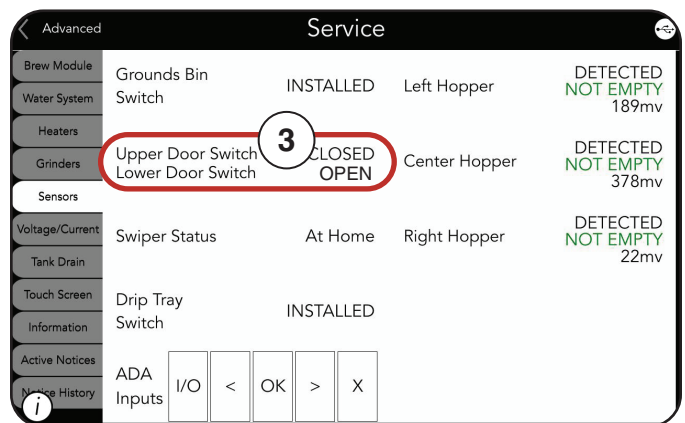 Advanced
Service
Brew Module
Water System
Heaters
Grinders
Sensors
Voltage/Current
Tank Drain
Touch Screen
Information
Active Notices
Notice History
i
Grounds Bin
Switch
INSTALLED
Upper Door Switch
CLOSED
Lower Door Switch
OPEN
3
Swiper Status
At Home
Drip Tray
Switch
INSTALLED
ADA
Inputs
I/O < OK > X
Left Hopper
DETECTED
NOT EMPTY
189mv
Center Hopper
DETECTED
NOT EMPTY
378mv
Right Hopper
DETECTED
NOT EMPTY
22mv